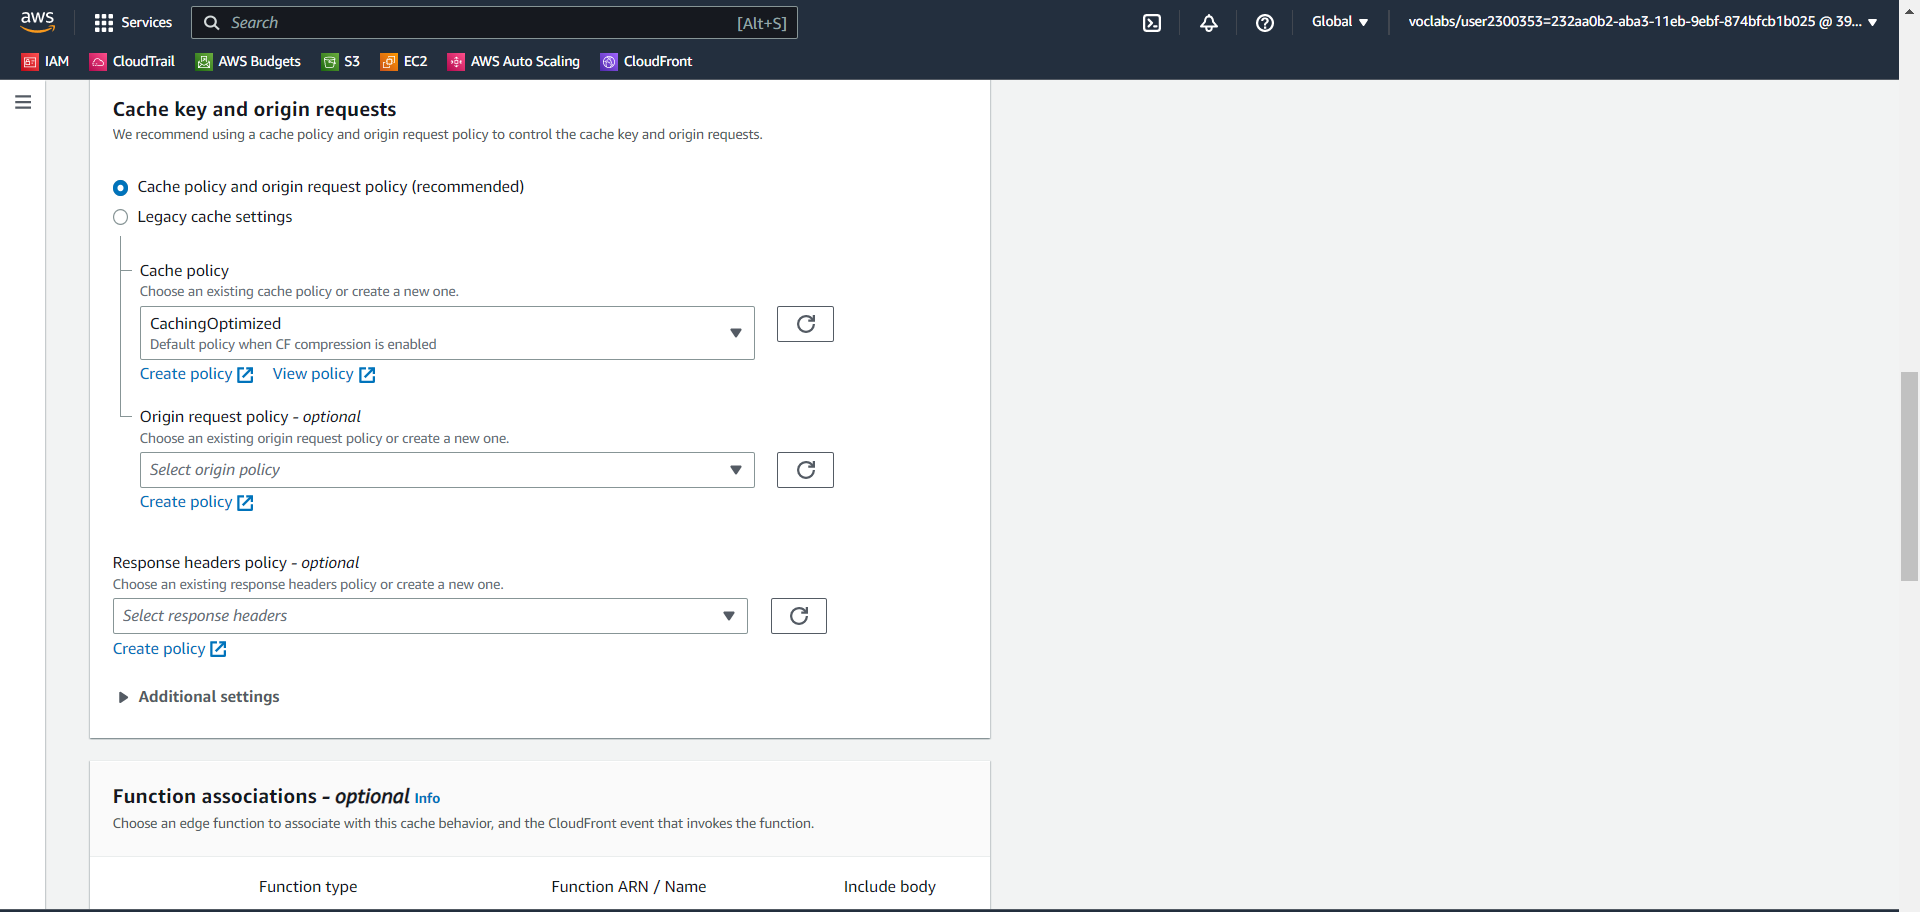 aws
Services
Search
[Alt+S]
Global
voclabs/user2300353=232aa0b2-aba3-11eb-9ebf-874bfcb1b025 @ 39...
IAM
CloudTrail
AWS Budgets
S3
EC2
AWS Auto Scaling
CloudFront
Cache key and origin requests
We recommend using a cache policy and origin request policy to control the cache key and origin requests.
Cache policy and origin request policy (recommended)
Legacy cache settings
Cache policy
Choose an existing cache policy or create a new one.
CachingOptimized
Default policy when CF compression is enabled
Create policy
View policy
Origin request policy - optional
Choose an existing origin request policy or create a new one.
Select origin policy
Create policy
Response headers policy - optional
Choose an existing response headers policy or create a new one.
Select response headers
Create policy
Additional settings
Function associations - optional Info
Choose an edge function to associate with this cache behavior, and the CloudFront event that invokes the function.
Function type
Function ARN / Name
Include body